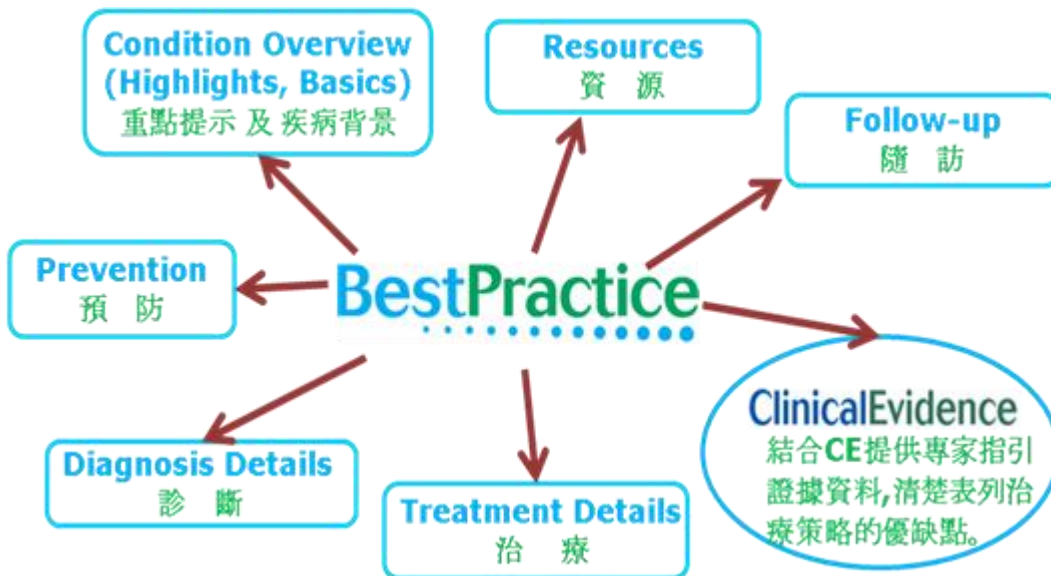 Condition Overview
(Highlights, Basics)
重點提示 及 疾病背景
Resources
資 源
Follow-up
隨 訪
Prevention
預 防
BestPractice
ClinicalEvidence
結合CE提供專家指引
證據資料,清楚表列治
療策略的優缺點。
Diagnosis Details
診 斷
Treatment Details
治 療